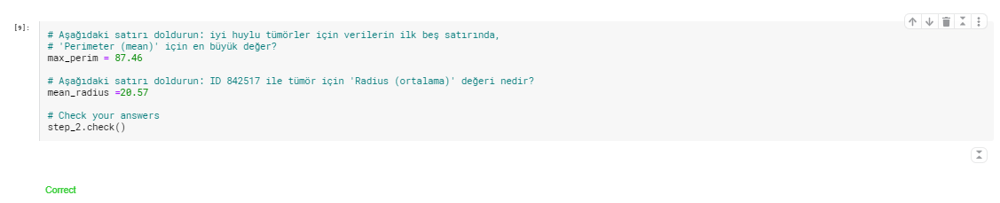 [9]:
# Aşağıdaki satırı doldurun: iyi huylu tümörler için verilerin ilk beş satırında,
# 'Perimeter (mean)' için en büyük değer?
max_perim = 87.46
# Aşağıdaki satırı doldurun: ID 842517 ile tümör için 'Radius (ortalama)' değeri nedir?
mean_radius =20.57
# Check your answers
step_2.check()
Correct